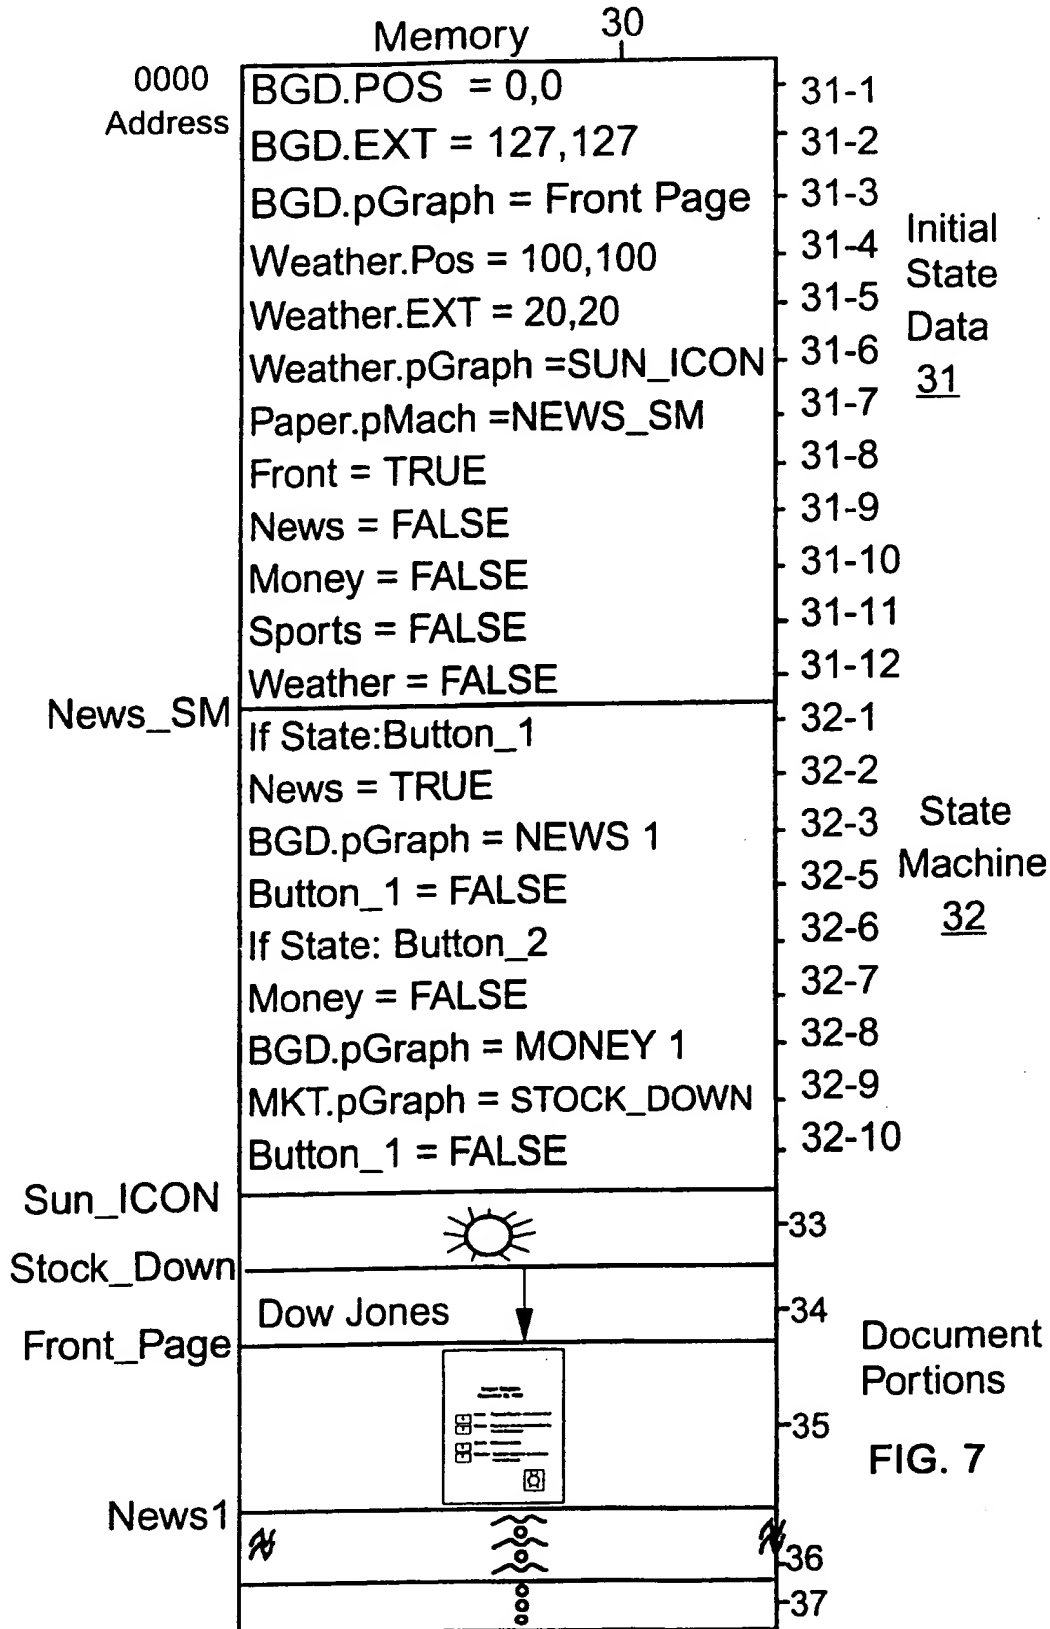 Memory 30
0000
Address
BGD.POS = 0,0 31-1
BGD.EXT = 127,127 31-2
BGD.pGraph = Front Page 31-3
Weather.Pos = 100,100 31-4
Weather.EXT = 20,20 31-5
Weather.pGraph =SUN_ICON 31-6
Paper.pMach =NEWS_SM 31-7
Front = TRUE 31-8
News = FALSE 31-9
Money = FALSE 31-10
Sports = FALSE 31-11
Weather = FALSE 31-12
Initial
State
Data
31
News_SM
If State:Button_1 32-1
News = TRUE 32-2
BGD.pGraph = NEWS 1 32-3
Button_1 = FALSE 32-5
If State: Button_2 32-6
Money = FALSE 32-7
BGD.pGraph = MONEY 1 32-8
MKT.pGraph = STOCK_DOWN 32-9
Button_1 = FALSE 32-10
State
Machine
32
Sun_ICON
33
Stock_Down
Dow Jones 34
Front_Page
35
Document
Portions
FIG. 7
News1
36
37